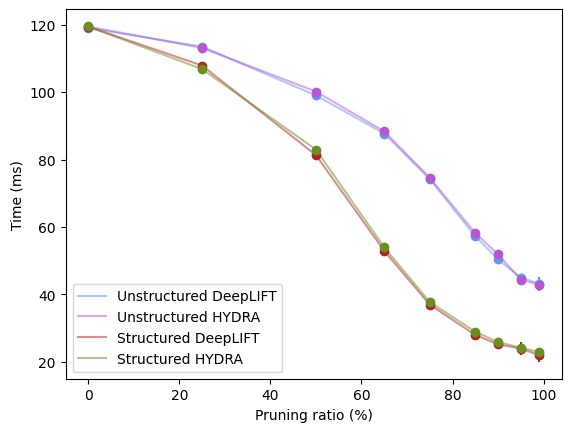 120
100
80
60
40
20
Time (ms)
Unstructured DeepLIFT
Unstructured HYDRA
Structured DeepLIFT
Structured HYDRA
0 20 40 60 80 100
Pruning ratio (%)